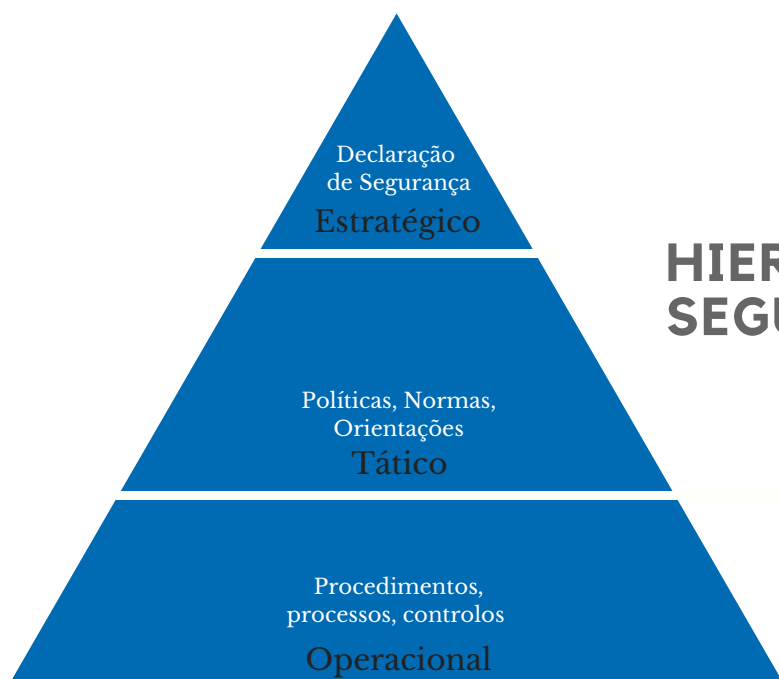 Declaração
de Segurança
Estratégico
HIER
SEGU
Políticas, Normas,
Orientações
Tático
Procedimentos,
processos, controlos
Operacional